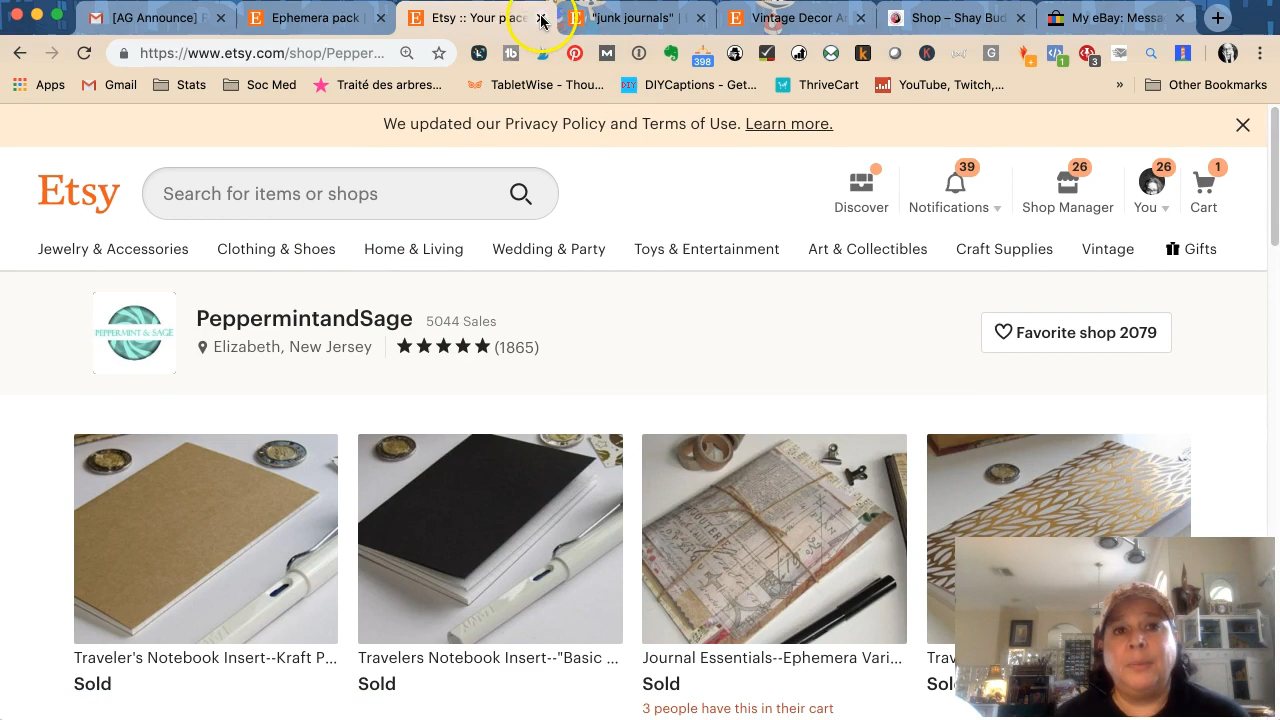 [AG Announce] F
Ephemera pack |
Etsy :: Your place
"junk journals" |
Vintage Decor Ar
Shop – Shay Bud
My eBay: Messa
https://www.etsy.com/shop/Pepper...
398
1
3
Apps
Gmail
Stats
Soc Med
Traité des arbres...
TabletWise - Thou...
DIYCaptions - Get...
ThriveCart
YouTube, Twitch,...
»
Other Bookmarks
We updated our Privacy Policy and Terms of Use. Learn more.
Etsy
Search for items or shops
39
26
26
1
Discover
Notifications
Shop Manager
You
Cart
Jewelry & Accessories
Clothing & Shoes
Home & Living
Wedding & Party
Toys & Entertainment
Art & Collectibles
Craft Supplies
Vintage
Gifts
PEPPERMINT & SAGE
PeppermintandSage 5044 Sales
Elizabeth, New Jersey
(1865)
Favorite shop 2079
Traveler's Notebook Insert--Kraft P...
Travelers Notebook Insert--"Basic ...
Journal Essentials--Ephemera Vari...
Trav
Sold
Sold
Sold
Sol
3 people have this in their cart